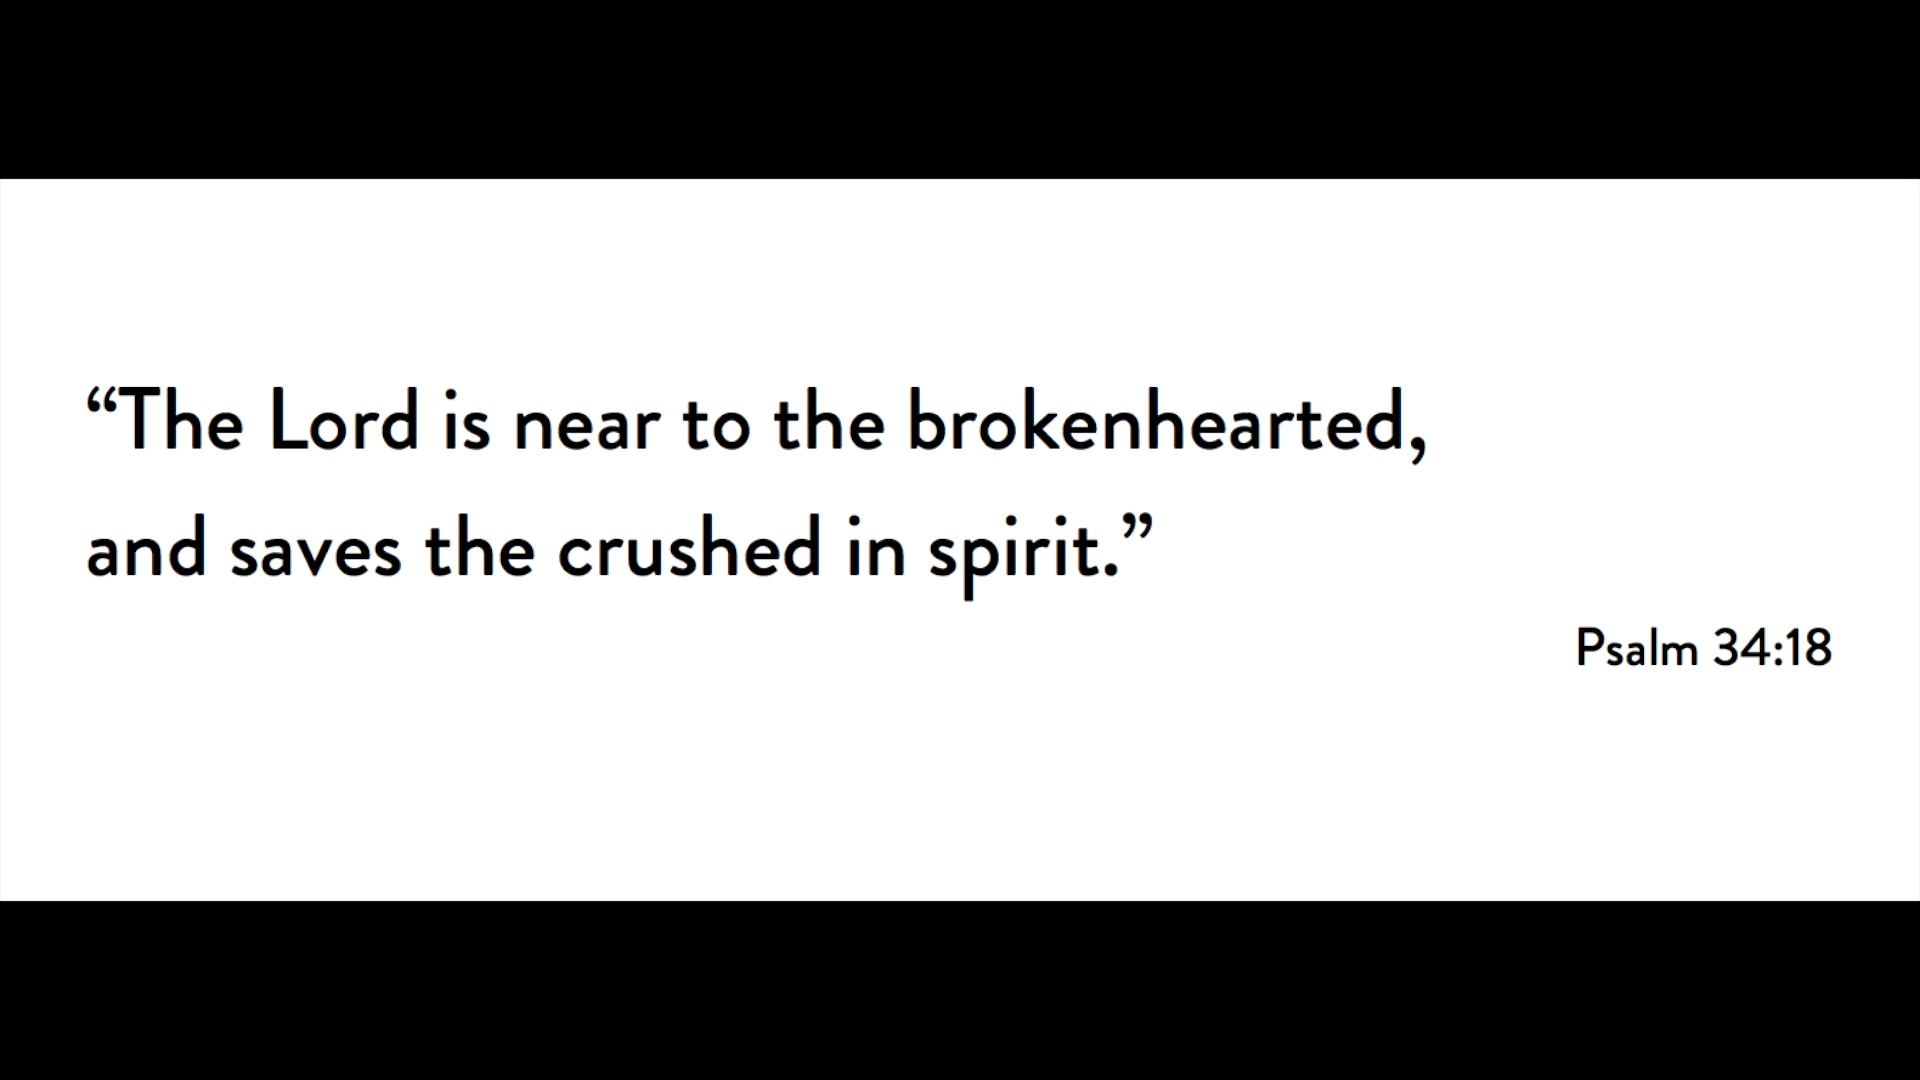 “The Lord is near to the brokenhearted,
and saves the crushed in spirit.”
Psalm 34:18